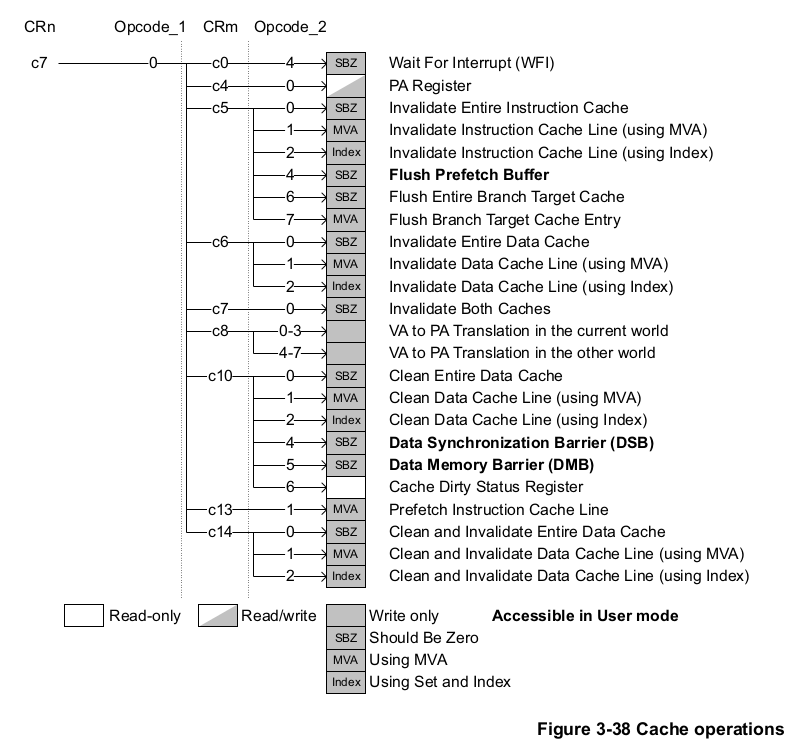 CRn Opcode_1 CRm Opcode_2
c7 0 c0 4 SBZ Wait For Interrupt (WFI)
c4 0 PA Register
c5 0 SBZ Invalidate Entire Instruction Cache
1 MVA Invalidate Instruction Cache Line (using MVA)
2 Index Invalidate Instruction Cache Line (using Index)
4 SBZ Flush Prefetch Buffer
6 SBZ Flush Entire Branch Target Cache
7 MVA Flush Branch Target Cache Entry
c6 0 SBZ Invalidate Entire Data Cache
1 MVA Invalidate Data Cache Line (using MVA)
2 Index Invalidate Data Cache Line (using Index)
c7 0 SBZ Invalidate Both Caches
c8 0-3 VA to PA Translation in the current world
4-7 VA to PA Translation in the other world
c10 0 SBZ Clean Entire Data Cache
1 MVA Clean Data Cache Line (using MVA)
2 Index Clean Data Cache Line (using Index)
4 SBZ Data Synchronization Barrier (DSB)
5 SBZ Data Memory Barrier (DMB)
6 Cache Dirty Status Register
c13 1 MVA Prefetch Instruction Cache Line
c14 0 SBZ Clean and Invalidate Entire Data Cache
1 MVA Clean and Invalidate Data Cache Line (using MVA)
2 Index Clean and Invalidate Data Cache Line (using Index)
Read-only Read/write Write only Accessible in User mode
SBZ Should Be Zero
MVA Using MVA
Index Using Set and Index
Figure 3-38 Cache operations